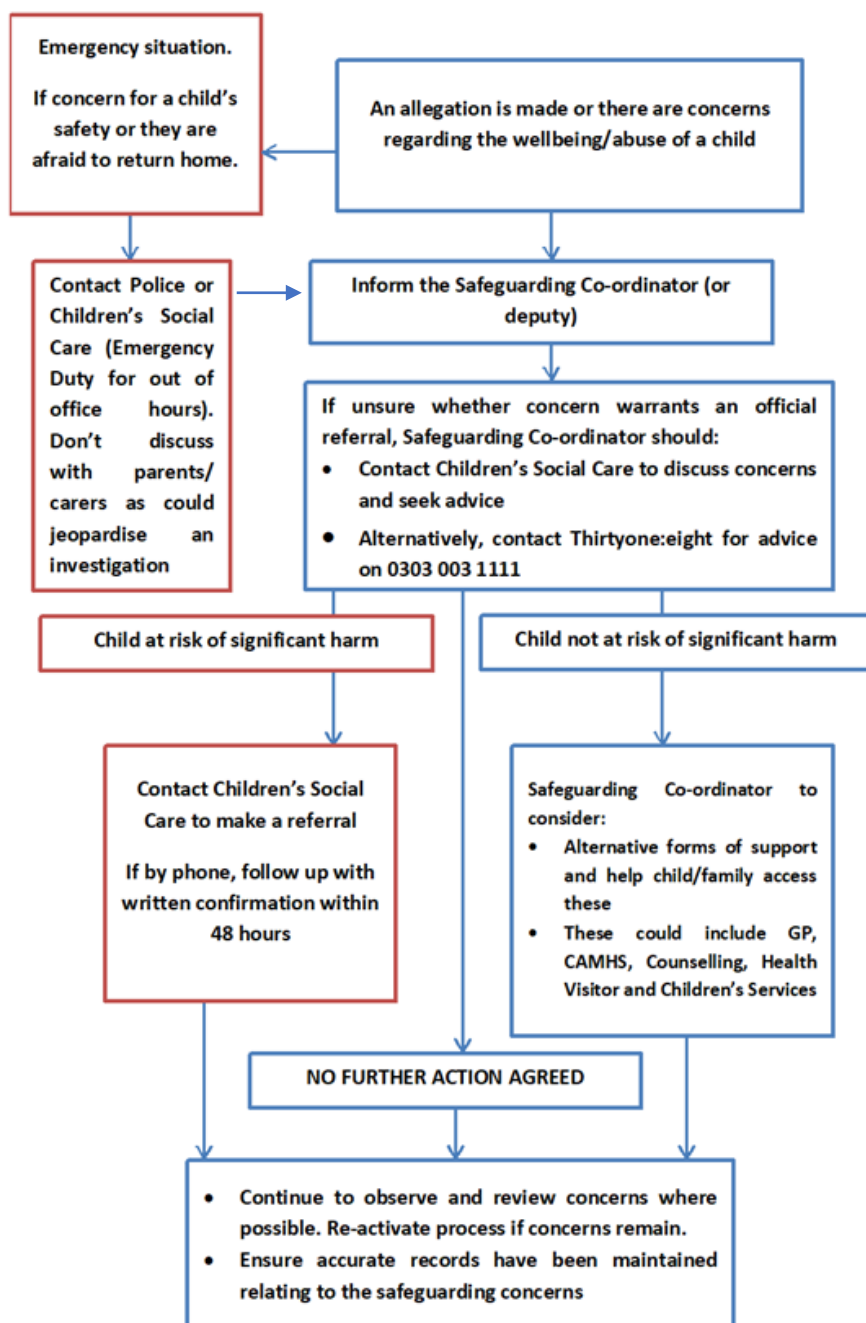 Emergency situation.
If concern for a child's
safety or they are
afraid to return home.
An allegation is made or there are concerns
regarding the wellbeing/abuse of a child
Contact Police or
Children's Social
Care (Emergency
Duty for out of
office hours).
Don't discuss
with parents/
carers as could
jeopardise an
investigation
Inform the Safeguarding Co-ordinator (or
deputy)
If unsure whether concern warrants an official
referral, Safeguarding Co-ordinator should:
• Contact Children's Social Care to discuss concerns
and seek advice
• Alternatively, contact Thirtyone:eight for advice
on 0303 003 1111
Child at risk of significant harm
Child not at risk of significant harm
Contact Children's Social
Care to make a referral
If by phone, follow up with
written confirmation within
48 hours
Safeguarding Co-ordinator to
consider:
• Alternative forms of support
and help child/family access
these
• These could include GP,
CAMHS, Counselling, Health
Visitor and Children's Services
NO FURTHER ACTION AGREED
• Continue to observe and review concerns where
possible. Re-activate process if concerns remain.
• Ensure accurate records have been maintained
relating to the safeguarding concerns